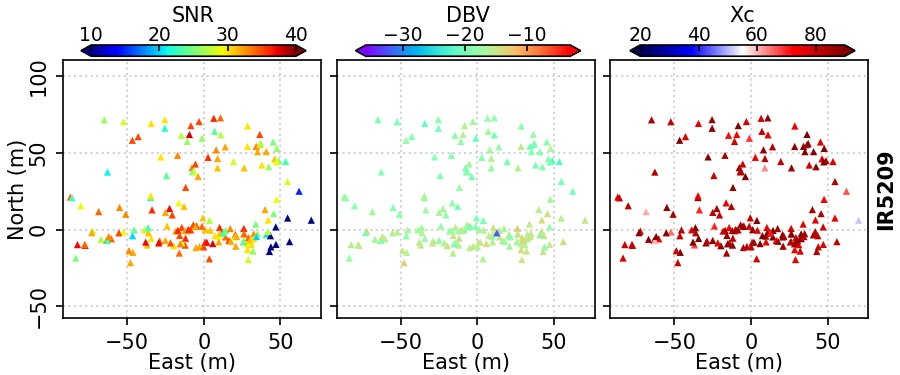 SNR DBV Xc
10 20 30 40 −30 −20 −10 20 40 60 80
North (m)
100
50
0
−50
−50 0 50 −50 0 50 −50 0 50
East (m) East (m) East (m)
IR5209